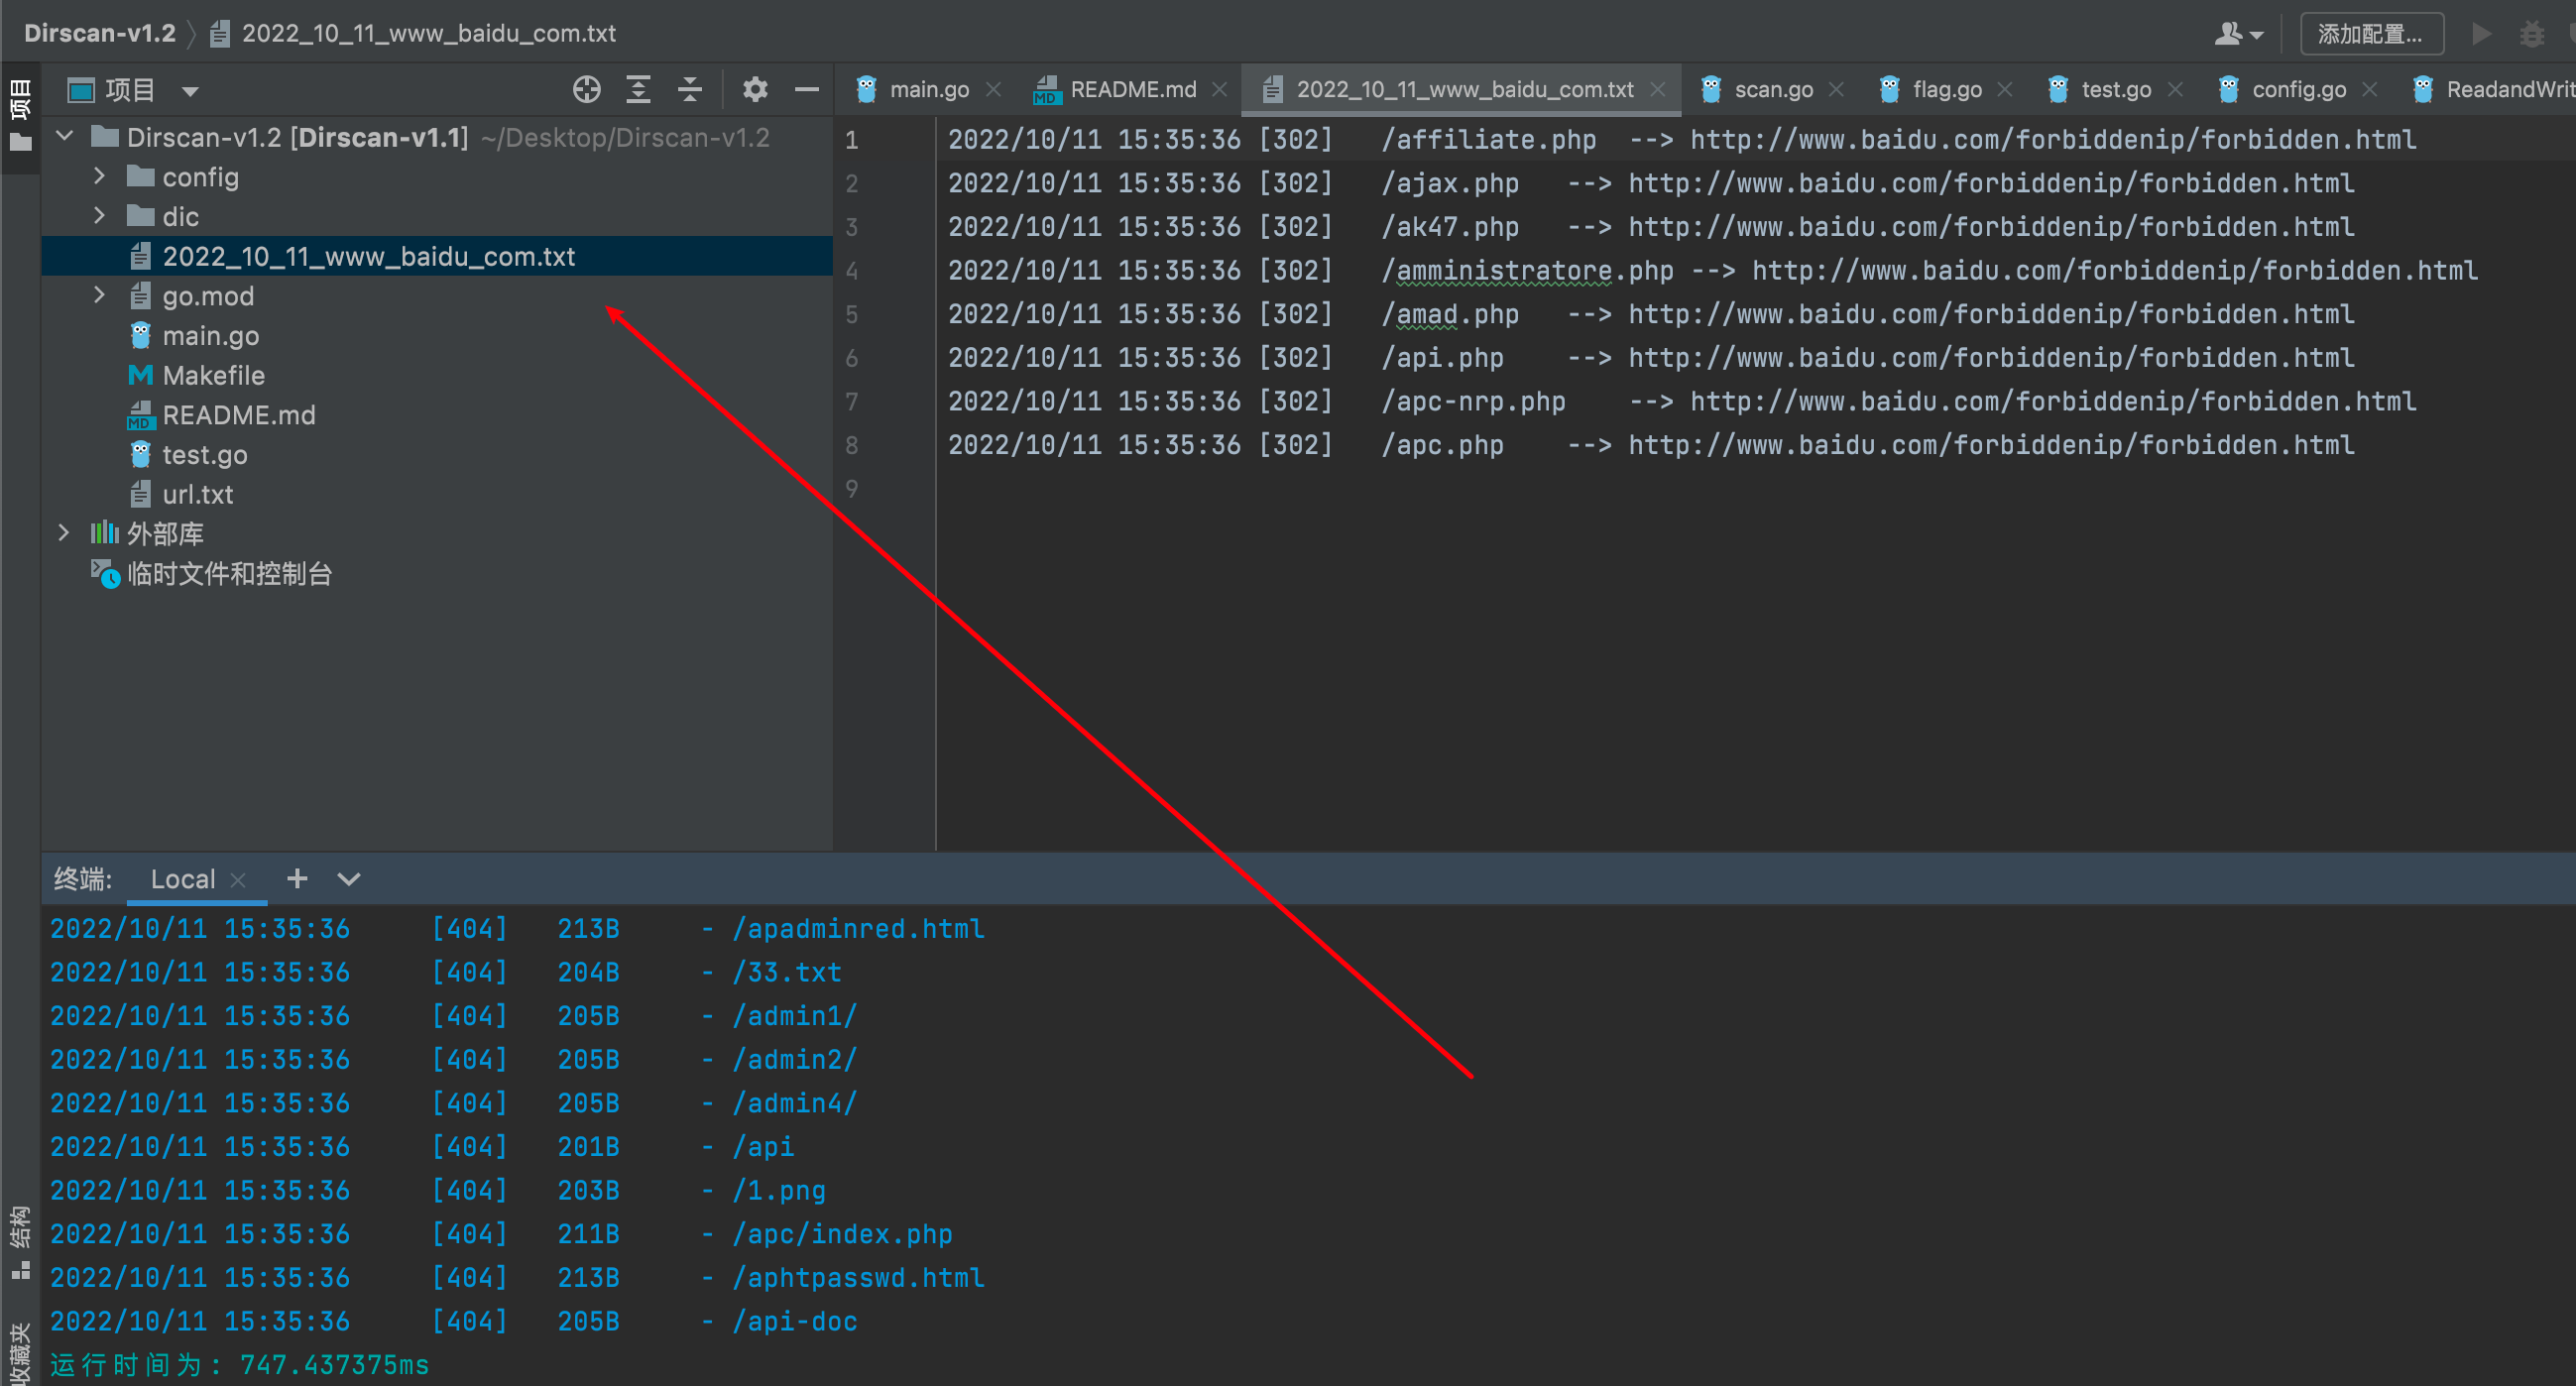 Dirscan-v1.2 2022_10_11_www_baidu_com.txt 添加配置...
项目
项目 main.go README.md 2022_10_11_www_baidu_com.txt scan.go flag.go test.go config.go ReadandWrit
Dirscan-v1.2 [Dirscan-v1.1] ~/Desktop/Dirscan-v1.2
config
dic
2022_10_11_www_baidu_com.txt
go.mod
main.go
Makefile
README.md
test.go
url.txt
外部库
临时文件和控制台
1 2022/10/11 15:35:36 [302] /affiliate.php --> http://www.baidu.com/forbiddenip/forbidden.html
2 2022/10/11 15:35:36 [302] /ajax.php --> http://www.baidu.com/forbiddenip/forbidden.html
3 2022/10/11 15:35:36 [302] /ak47.php --> http://www.baidu.com/forbiddenip/forbidden.html
4 2022/10/11 15:35:36 [302] /amministratore.php --> http://www.baidu.com/forbiddenip/forbidden.html
5 2022/10/11 15:35:36 [302] /amad.php --> http://www.baidu.com/forbiddenip/forbidden.html
6 2022/10/11 15:35:36 [302] /api.php --> http://www.baidu.com/forbiddenip/forbidden.html
7 2022/10/11 15:35:36 [302] /apc-nrp.php --> http://www.baidu.com/forbiddenip/forbidden.html
8 2022/10/11 15:35:36 [302] /apc.php --> http://www.baidu.com/forbiddenip/forbidden.html
9
终端: Local
2022/10/11 15:35:36 [404] 213B - /apadminred.html
2022/10/11 15:35:36 [404] 204B - /33.txt
2022/10/11 15:35:36 [404] 205B - /admin1/
2022/10/11 15:35:36 [404] 205B - /admin2/
2022/10/11 15:35:36 [404] 205B - /admin4/
2022/10/11 15:35:36 [404] 201B - /api
2022/10/11 15:35:36 [404] 203B - /1.png
2022/10/11 15:35:36 [404] 211B - /apc/index.php
2022/10/11 15:35:36 [404] 213B - /aphtpasswd.html
2022/10/11 15:35:36 [404] 205B - /api-doc
运行时间为: 747.437375ms
结构
收藏夹